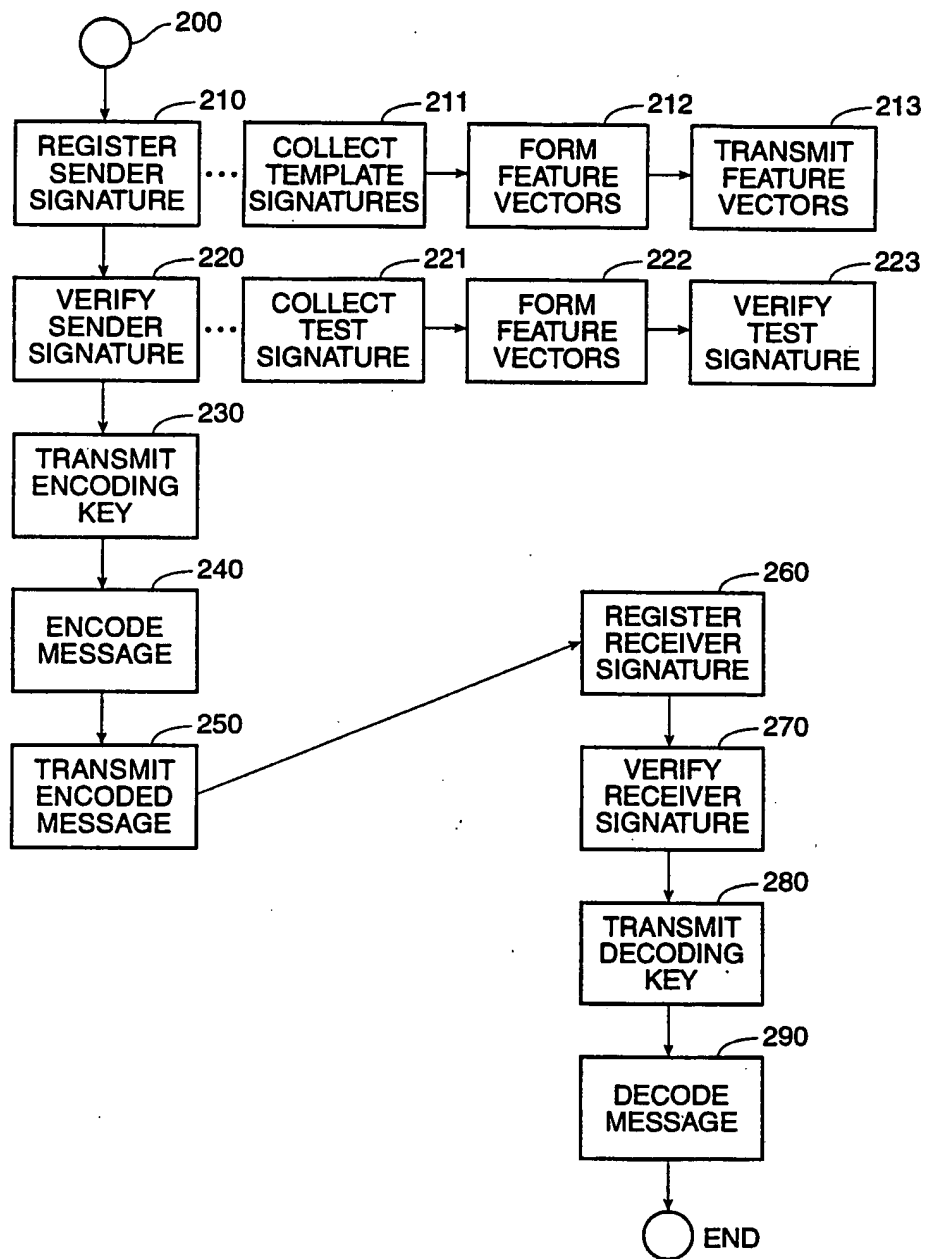 200
210
REGISTER
SENDER
SIGNATURE
211
COLLECT
TEMPLATE
SIGNATURES
212
FORM
FEATURE
VECTORS
213
TRANSMIT
FEATURE
VECTORS
220
VERIFY
SENDER
SIGNATURE
221
COLLECT
TEST
SIGNATURE
222
FORM
FEATURE
VECTORS
223
VERIFY
TEST
SIGNATURE
230
TRANSMIT
ENCODING
KEY
240
ENCODE
MESSAGE
250
TRANSMIT
ENCODED
MESSAGE
260
REGISTER
RECEIVER
SIGNATURE
270
VERIFY
RECEIVER
SIGNATURE
280
TRANSMIT
DECODING
KEY
290
DECODE
MESSAGE
END